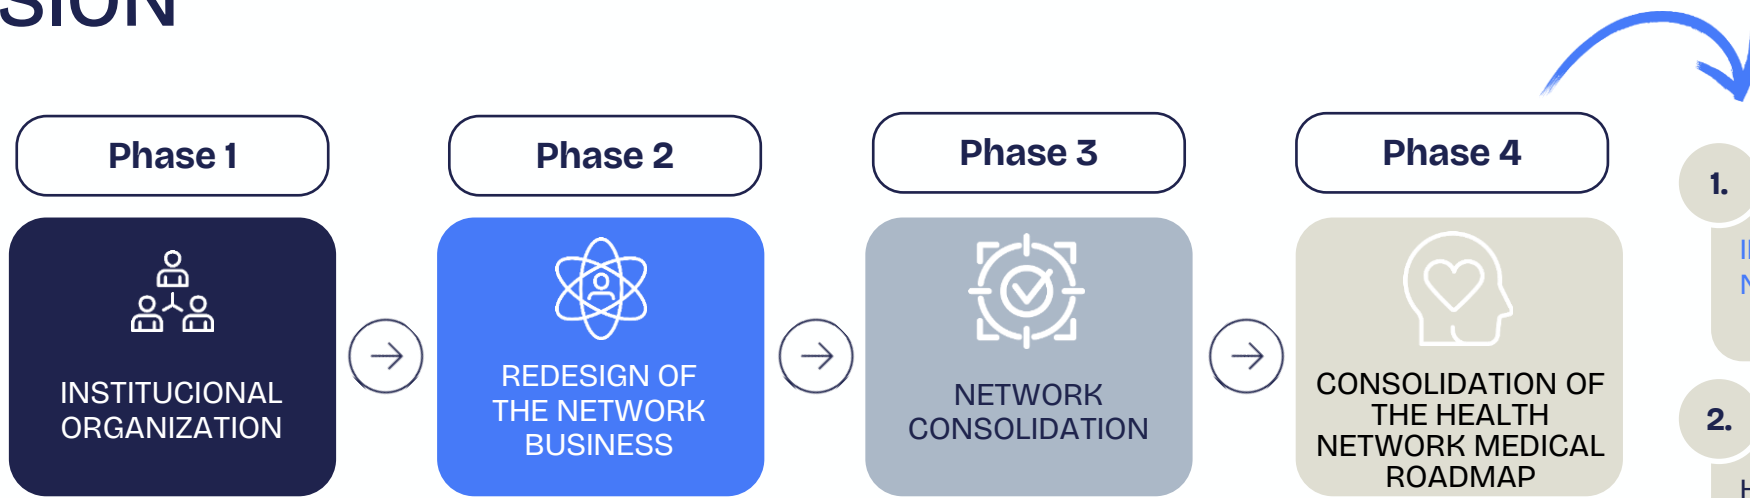 SION
Phase 1
INSTITUCIONAL
ORGANIZATION
Phase 2
REDESIGN OF
THE NETWORK
BUSINESS
Phase 3
NETWORK
CONSOLIDATION
Phase 4
CONSOLIDATION OF
THE HEALTH
NETWORK MEDICAL
ROADMAP
1.
2.